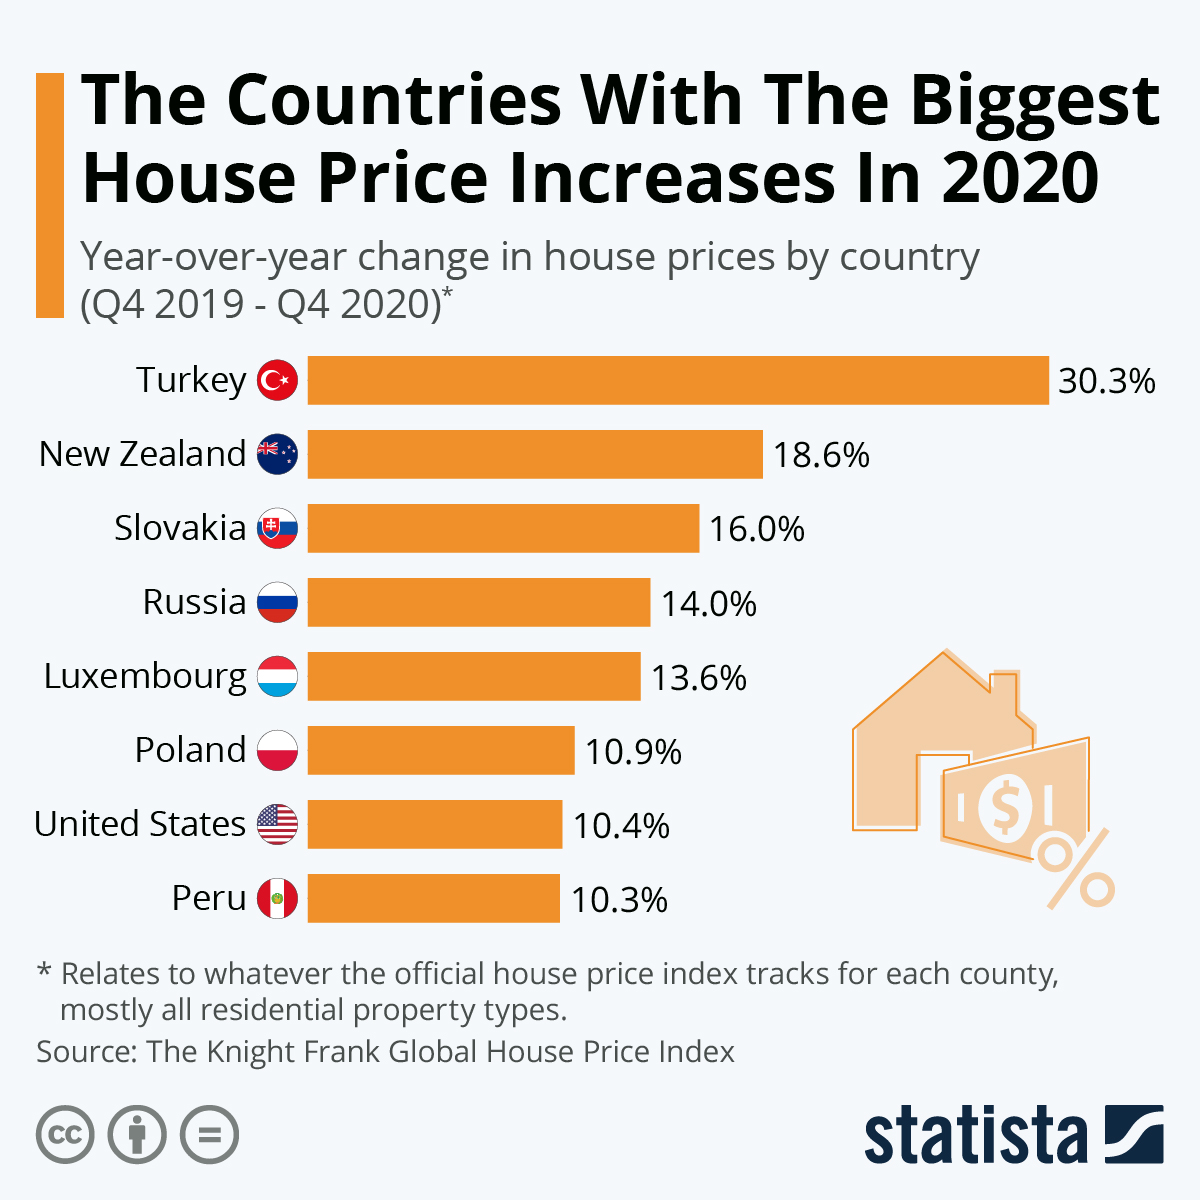 The Countries With The Biggest
House Price Increases In 2020
Year-over-year change in house prices by country
(Q4 2019 - Q4 2020)*
Turkey 30.3%
New Zealand 18.6%
Slovakia 16.0%
Russia 14.0%
Luxembourg 13.6%
Poland 10.9%
United States 10.4%
Peru 10.3%
$
%
* Relates to whatever the official house price index tracks for each county,
mostly all residential property types.
Source: The Knight Frank Global House Price Index
cc =
statista